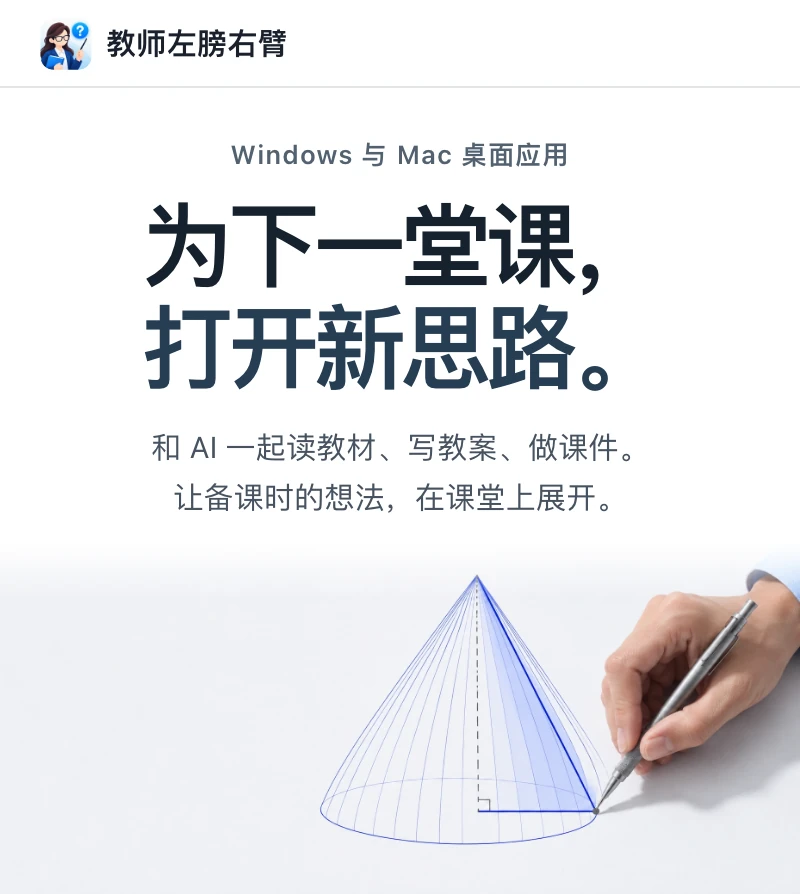 ?
教师左膀右臂
Windows 与 Mac 桌面应用
为下一堂课，
打开新思路。
和 AI 一起读教材、写教案、做课件。
让备课时的想法，在课堂上展开。